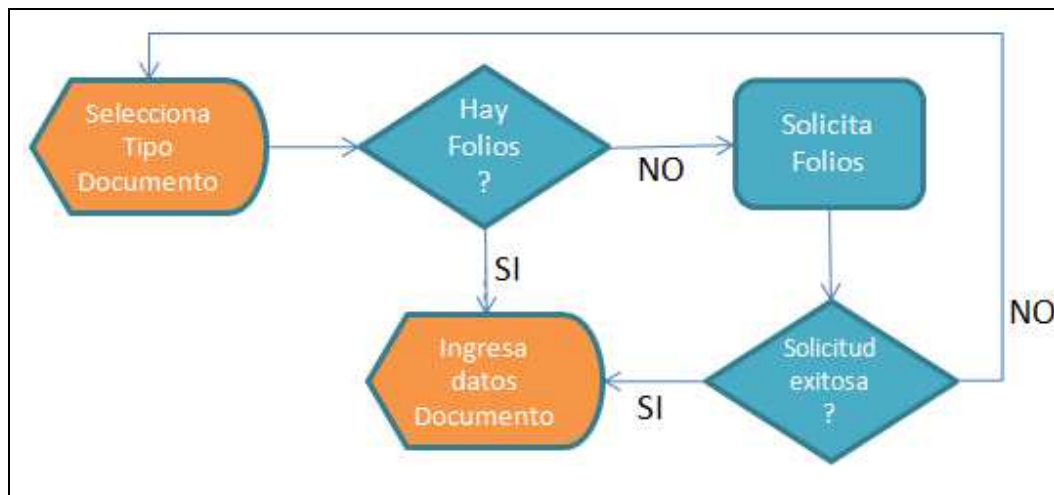 Selecciona
Tipo
Documento
Hay
Folios
?
NO
Solicita
Folios
SI
NO
Ingresa
datos
Documento
SI
Solicitud
exitosa
?